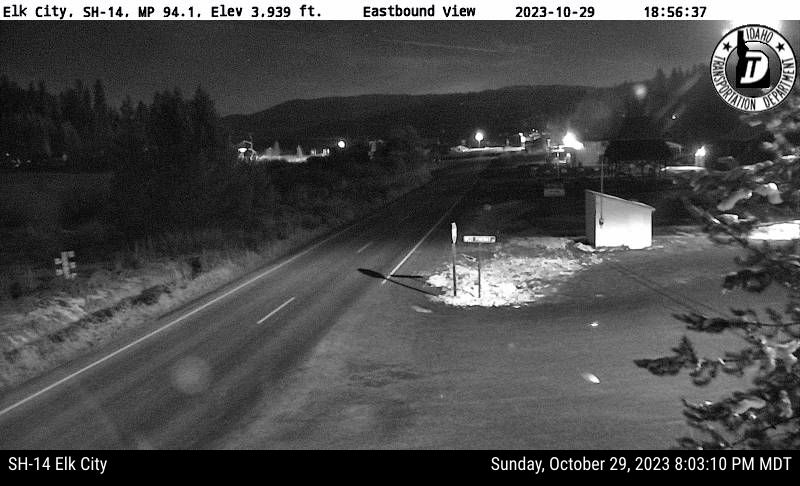 Elk City, SH-14, MP 94.1, Elev 3,939 ft. Eastbound View 2023-10-29 18:56:37
IDAHO
TRANSPORTATION DEPARTMENT
SH-14 Elk City Sunday, October 29, 2023 8:03:10 PM MDT